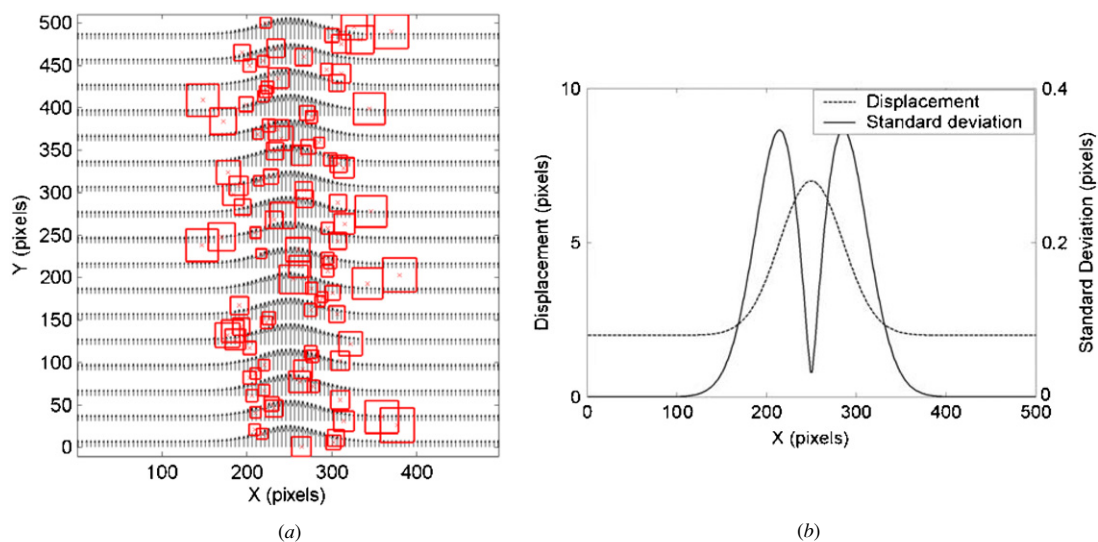 500
450
400
350
300
250
200
150
100
50
0
Y (pixels)
100 200 300 400
X (pixels)
(a)
10
5
0
Displacement (pixels)
Displacement
Standard deviation
0.4
0.2
0
Standard Deviation (pixels)
0 100 200 300 400 500
X (pixels)
(b)